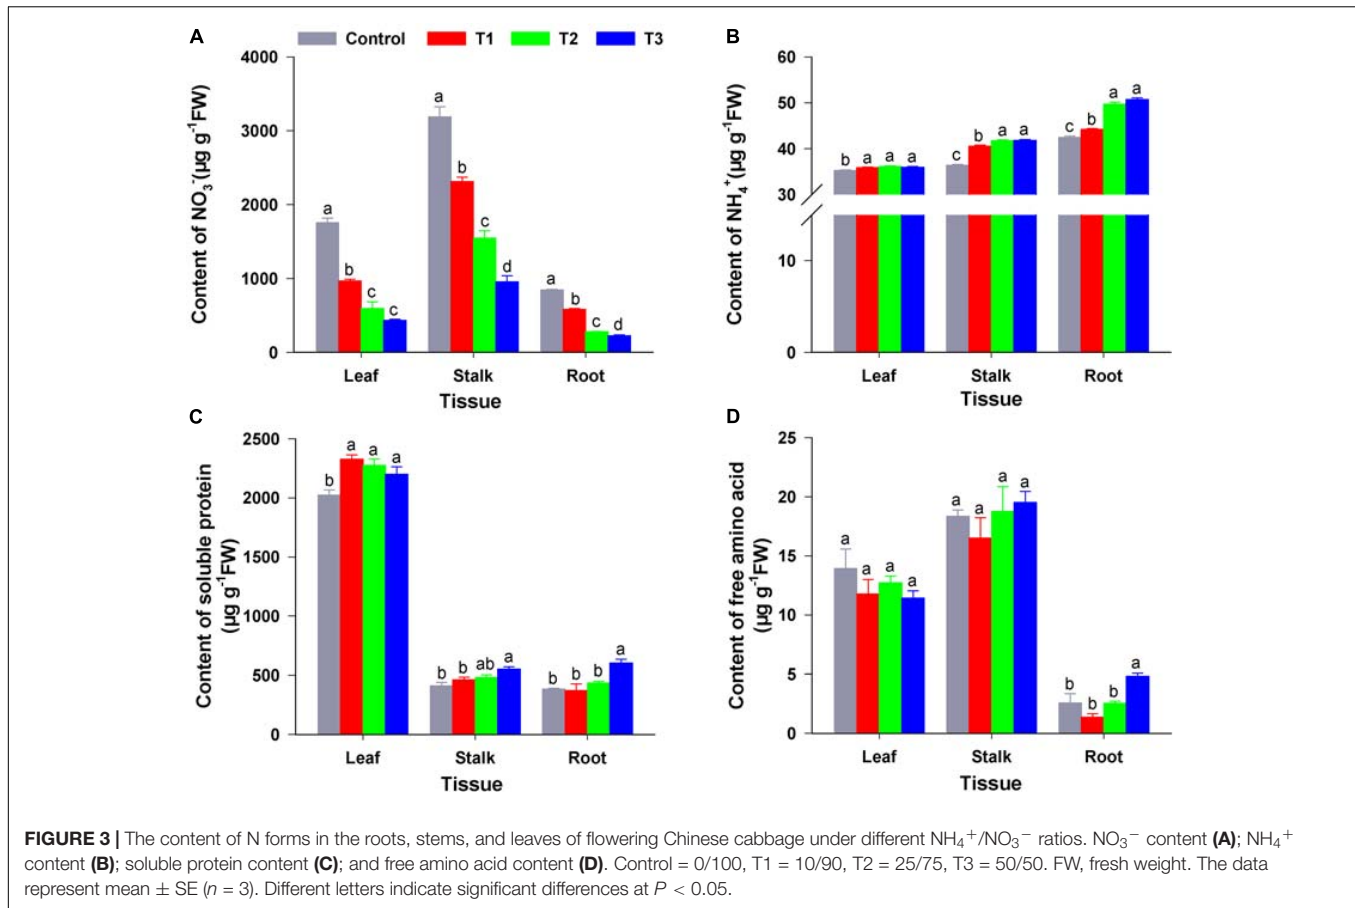 A
Control T1 T2 T3
Content of NO3-(µg g-1FW)
4000
3000
2000
1000
0
a b c c
a b c d
a b c d
Leaf Stalk Root
Tissue
B
Content of NH4+(µg g-1FW)
60
50
40
30
10
0
b a a a
c b a a
c b a a
Leaf Stalk Root
Tissue
C
Content of soluble protein
(µg g-1FW)
2500
2000
1500
1000
500
0
b a a a
b b ab a
b b b a
Leaf Stalk Root
Tissue
D
Content of free amino acid
(µg g-1FW)
25
20
15
10
5
0
a a a a
a a a a
b b b a
Leaf Stalk Root
Tissue
FIGURE 3 | The content of N forms in the roots, stems, and leaves of flowering Chinese cabbage under different NH4+/NO3− ratios. NO3− content (A); NH4+
content (B); soluble protein content (C); and free amino acid content (D). Control = 0/100, T1 = 10/90, T2 = 25/75, T3 = 50/50. FW, fresh weight. The data
represent mean ± SE (n = 3). Different letters indicate significant differences at P < 0.05.